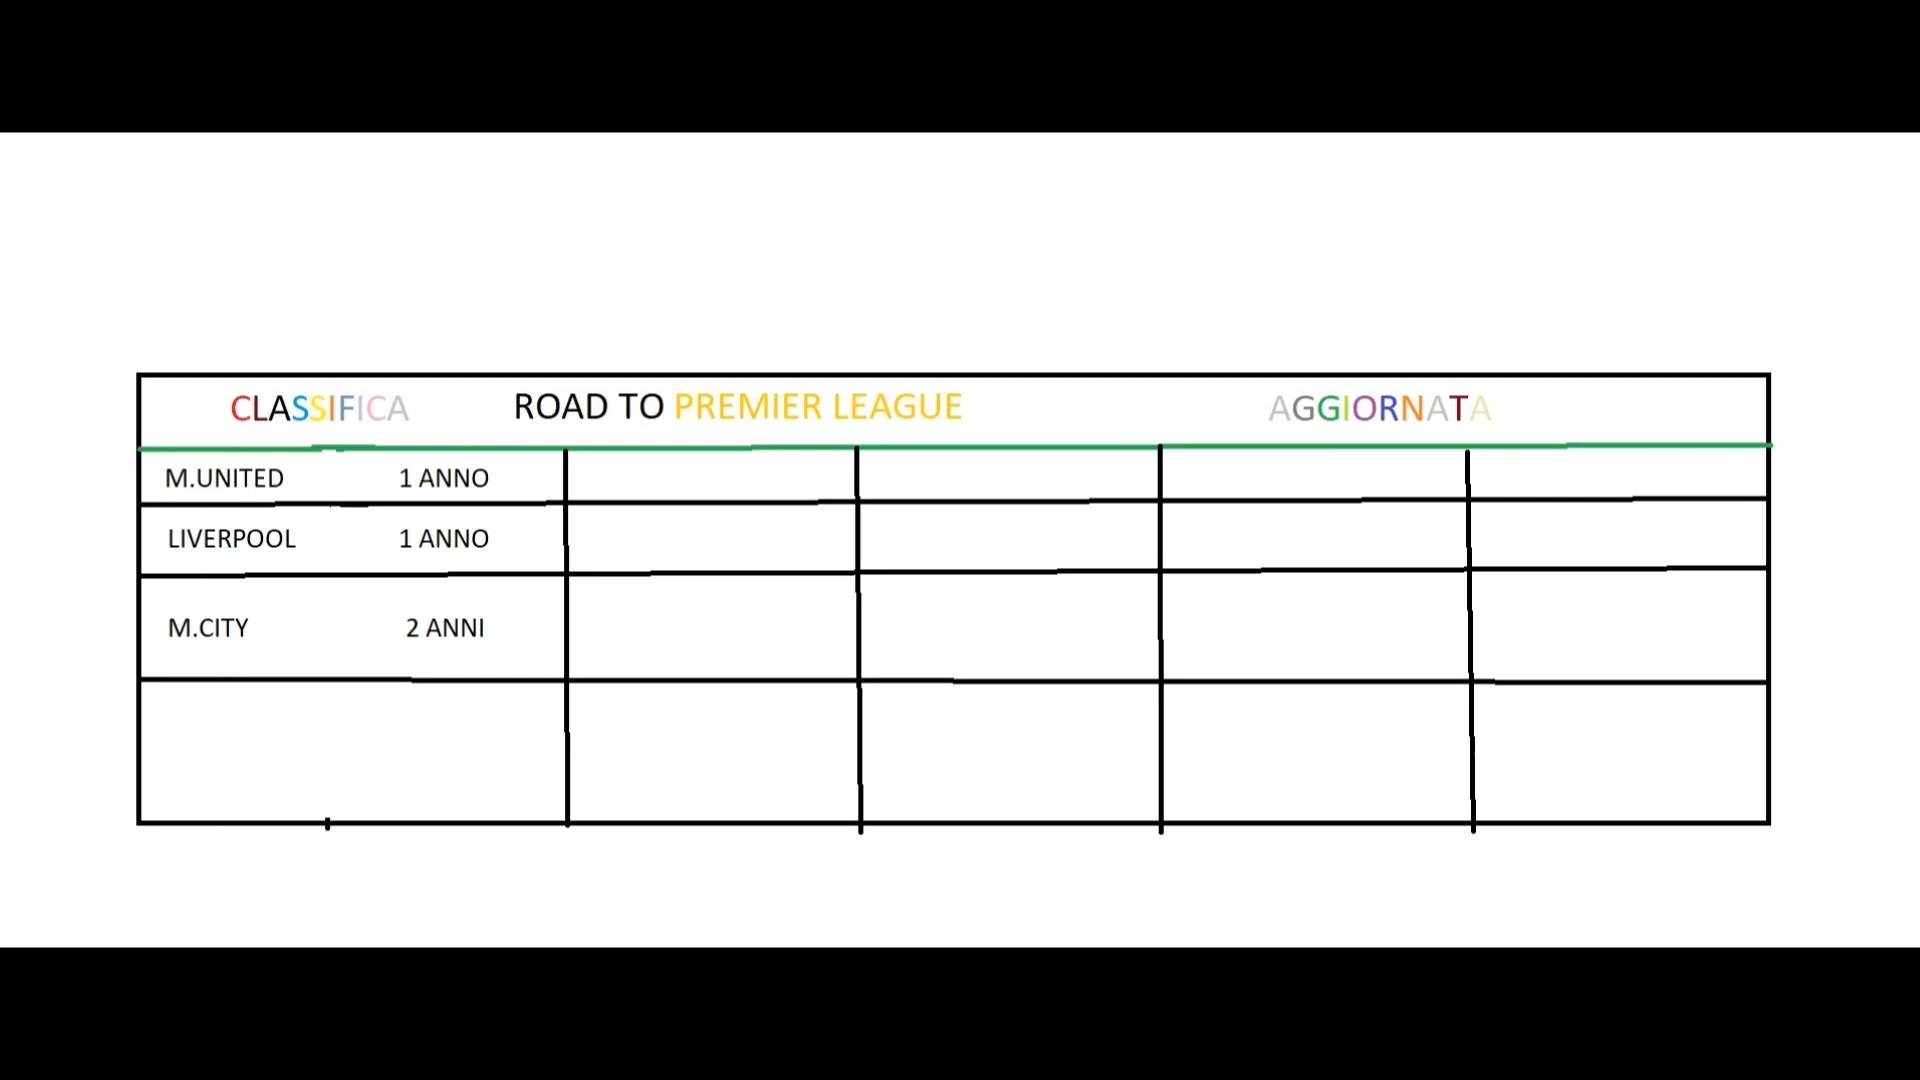 CLASSIFICA ROAD TO PREMIER LEAGUE AGGIORNATA
M.UNITED 1 ANNO
LIVERPOOL 1 ANNO
M.CITY 2 ANNI